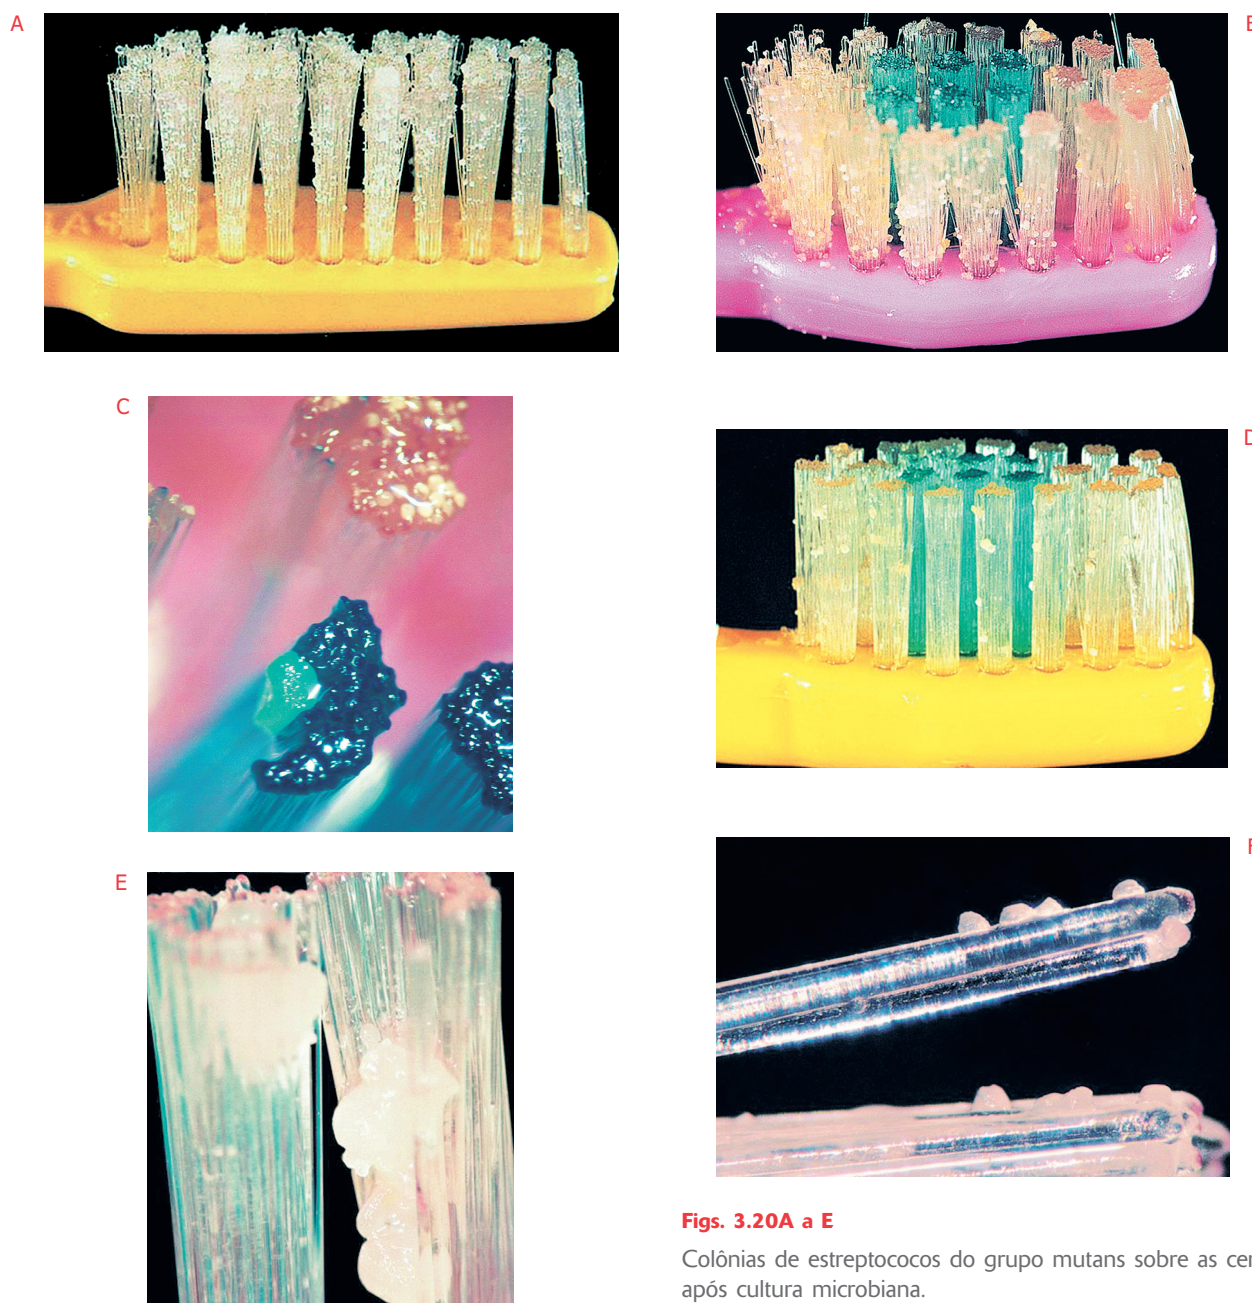 A
C
D
E
Figs. 3.20A a E
Colônias de estreptococos do grupo mutans sobre as
após cultura microbiana.